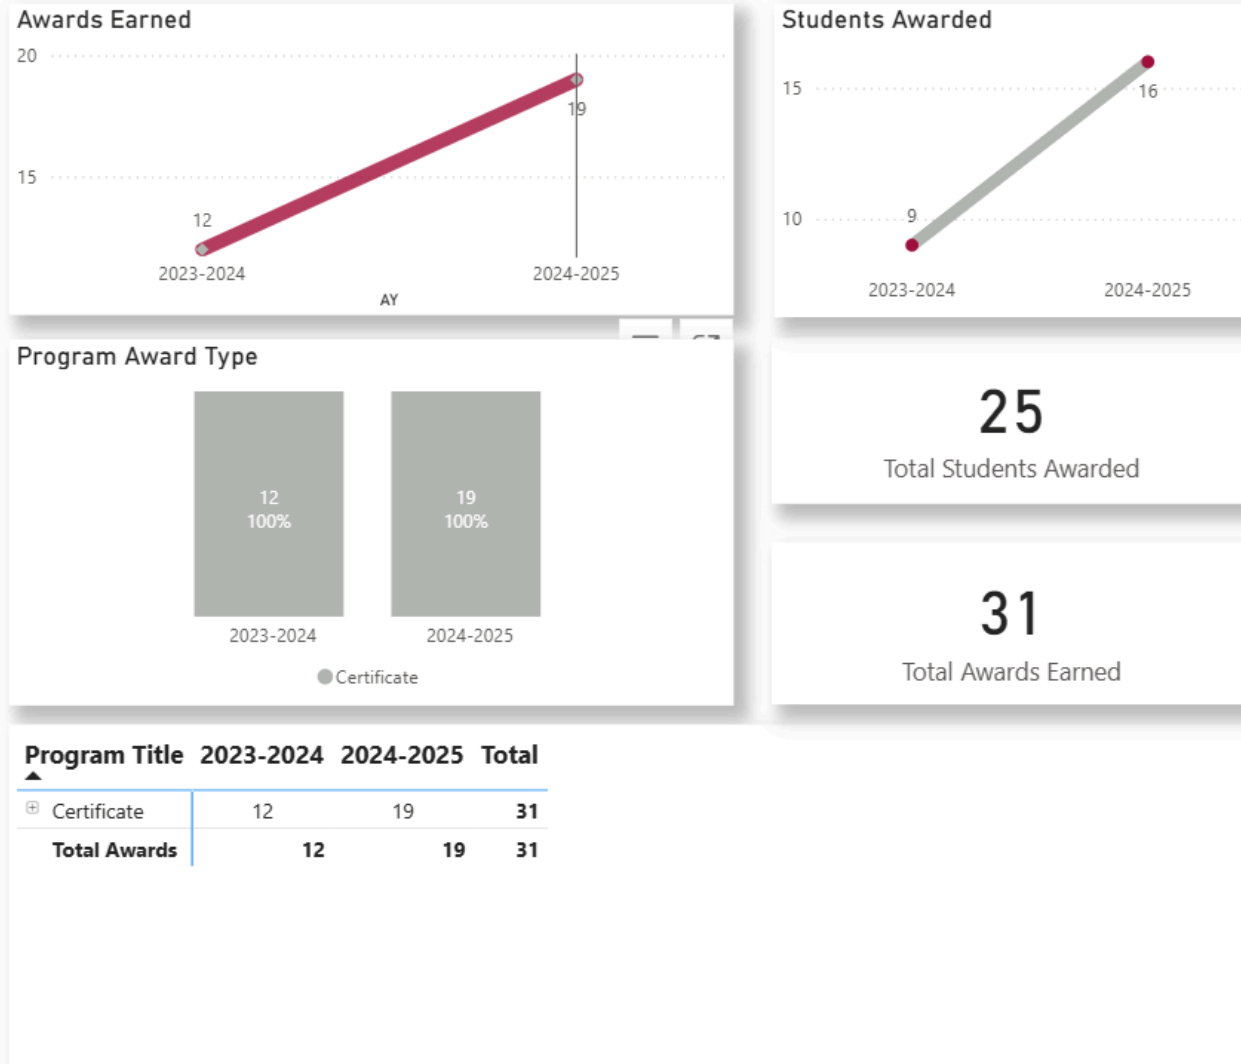 Awards Earned
20
15
12
19
2023-2024
2024-2025
AY
Students Awarded
15
10
9
16
2023-2024
2024-2025
Program Award Type
12
100%
19
100%
2023-2024
2024-2025
Certificate
25
Total Students Awarded
31
Total Awards Earned
Program Title 2023-2024 2024-2025 Total
Certificate 12 19 31
Total Awards 12 19 31